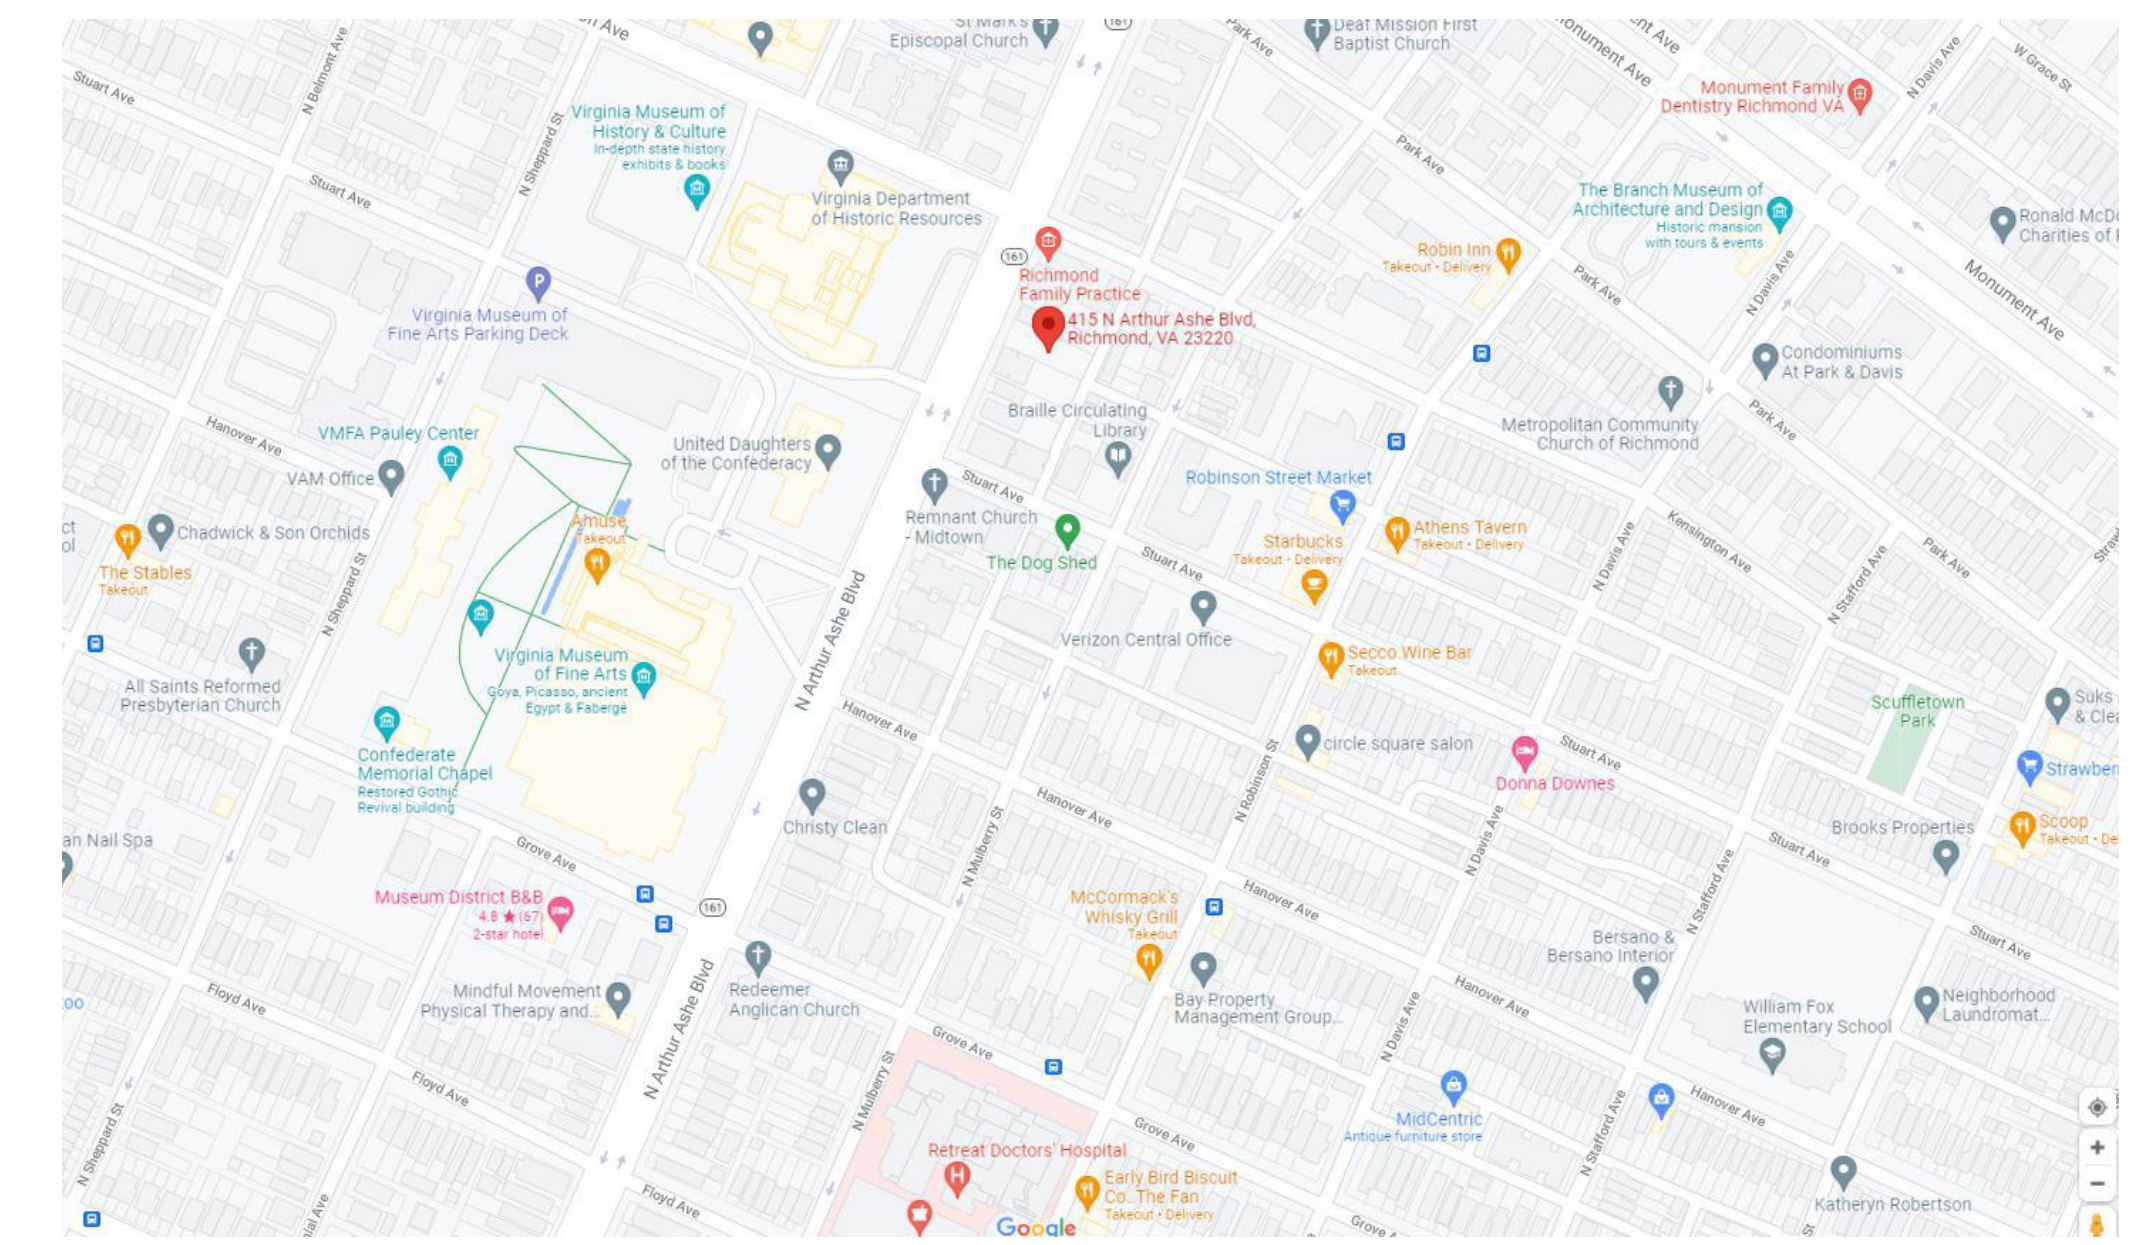 St Mark's
Episcopal Church
161
Park Ave
Deaf Mission First
Baptist Church
Monument Ave
N Davis Ave
W Grace St
Stuart Ave
N Belmont Ave
N Sheppard St
Virginia Museum of
History & Culture
In-depth state history
exhibits & books
Monument Family
Dentistry Richmond VA
Virginia Department
of Historic Resources
Park Ave
The Branch Museum of
Architecture and Design
Historic mansion
with tours & events
Ronald McDo
Charities of
Stuart Ave
161
Richmond
Family Practice
Robin Inn
Takeout • Delivery
Park Ave
N Davis Ave
Monument Ave
P
Virginia Museum of
Fine Arts Parking Deck
415 N Arthur Ashe Blvd,
Richmond, VA 23220
Condominiums
At Park & Davis
Hanover Ave
VMFA Pauley Center
VAM Office
United Daughters
of the Confederacy
Braille Circulating
Library
Metropolitan Community
Church of Richmond
Park Ave
Robinson Street Market
Stuart Ave
Remnant Church
- Midtown
Amuse
Takeout
ct
ol
Chadwick & Son Orchids
The Stables
Takeout
The Dog Shed
Stuart Ave
Starbucks
Takeout • Delivery
Athens Tavern
Takeout • Delivery
Kensington Ave
N Davis Ave
N Stafford Ave
Park Ave
Straw
N Sheppard St
N Arthur Ashe Blvd
Verizon Central Office
Secco Wine Bar
Takeout
All Saints Reformed
Presbyterian Church
Virginia Museum
of Fine Arts
Goya, Picasso, ancient
Egypt & Fabergé
Scuffletown
Park
Suks
& Clea
Hanover Ave
Confederate
Memorial Chapel
Restored Gothic
Revival building
N Robinson St
circle square salon
Stuart Ave
Donna Downes
Strawber
Hanover Ave
Christy Clean
N Mulberry St
N Davis Ave
Brooks Properties
Stuart Ave
Scoop
Takeout • De
an Nail Spa
Grove Ave
Museum District B&B
4.8 ★ (67)
2-star hotel
161
McCormack's
Whisky Grill
Takeout
Hanover Ave
N Stafford Ave
Bersano &
Bersano Interior
Stuart Ave
oo
Floyd Ave
Mindful Movement
Physical Therapy and...
N Arthur Ashe Blvd
Redeemer
Anglican Church
Bay Property
Management Group...
Hanover Ave
William Fox
Elementary School
Neighborhood
Laundromat...
Grove Ave
N Davis Ave
Floyd Ave
N Mulberry St
N Sheppard St
MidCentric
Antique furniture store
Grove Ave
N Stafford Ave
Hanover Ave
Retreat Doctors' Hospital
H
Early Bird Biscuit
Co. The Fan
Takeout • Delivery
Floyd Ave
Google
Grove
Katheryn Robertson
St